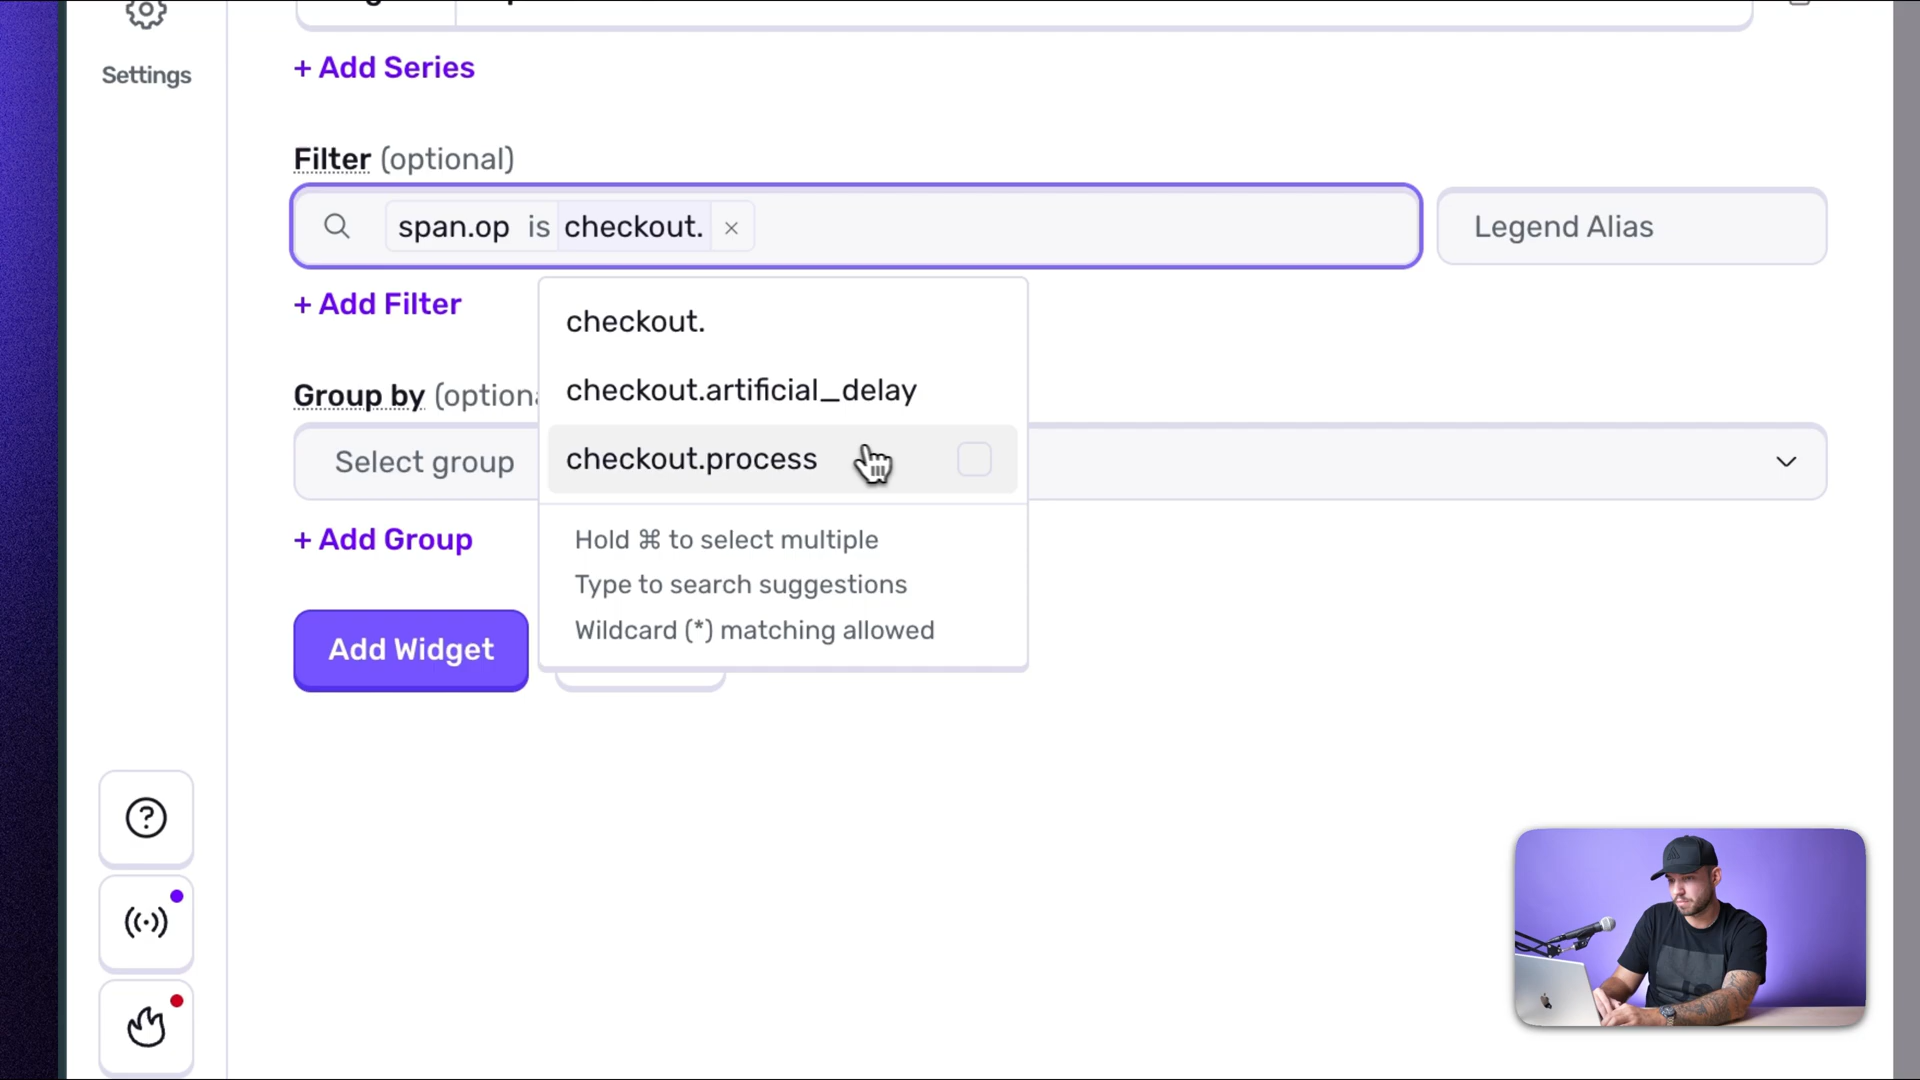 Settings
+ Add Series
Filter (optional)
span.op is checkout. ×
Legend Alias
+ Add Filter
checkout.
checkout.artificial_delay
checkout.process
Group by
Select group
+ Add Group
Hold ⌘ to select multiple
Type to search suggestions
Wildcard (*) matching allowed
Add Widget